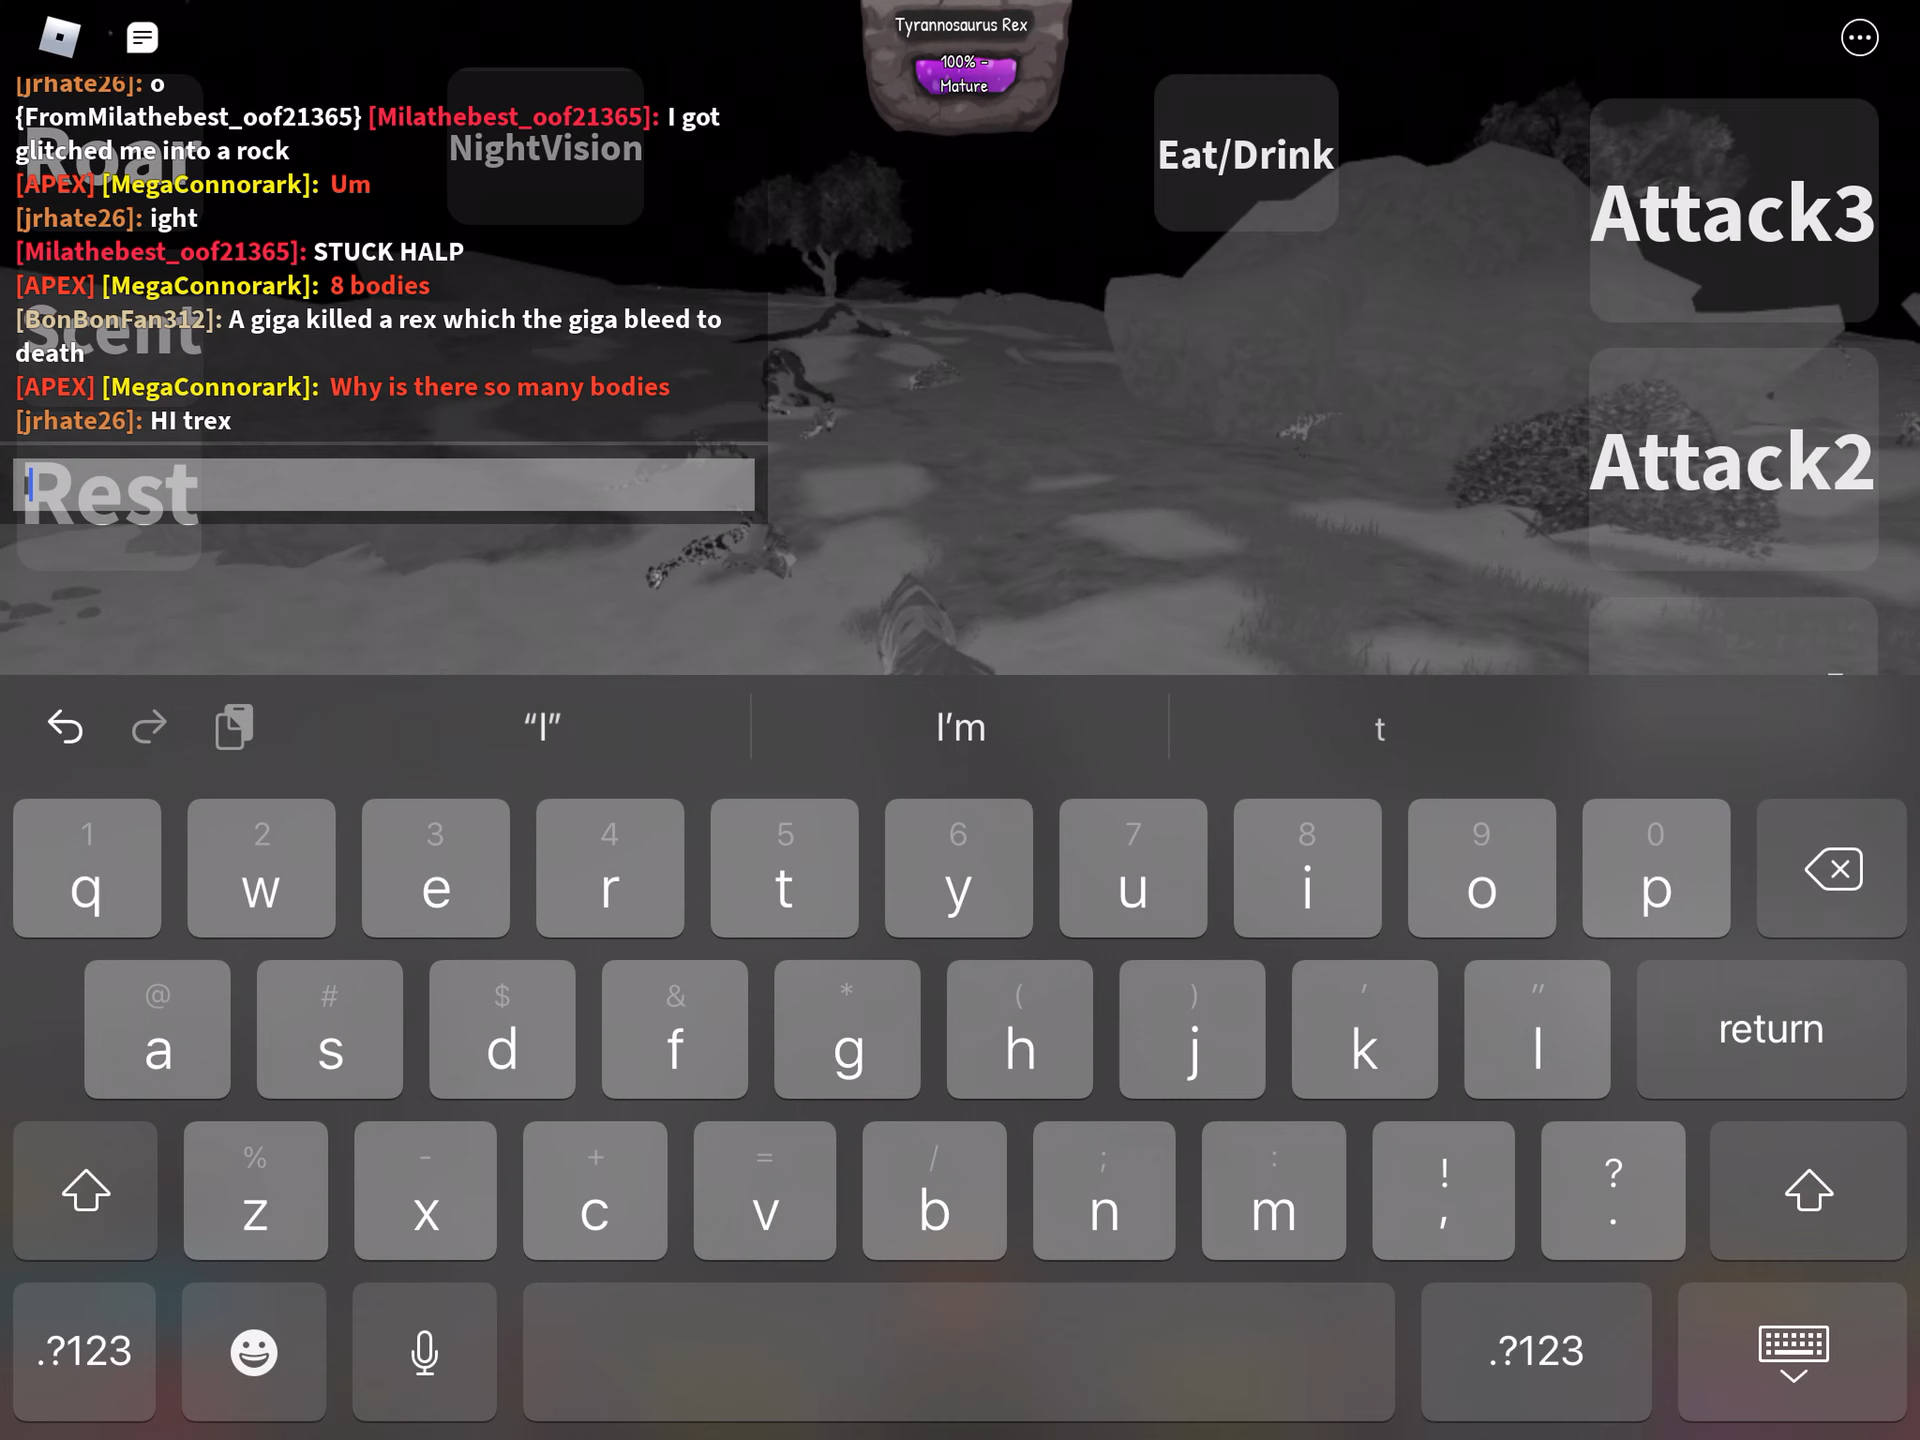 Tyrannosaurus Rex
100% -
Mature
[jrhate26]: o
{FromMilathebest_oof21365} [Milathebest_oof21365]: I got
glitched me into a rock
[APEX] [MegaConnorark]: Um
[jrhate26]: ight
[Milathebest_oof21365]: STUCK HALP
[APEX] [MegaConnorark]: 8 bodies
[BonBonFan312]: A giga killed a rex which the giga bleed to
death
[APEX] [MegaConnorark]: Why is there so many bodies
[jrhate26]: HI trex
Roar
NightVision
Eat/Drink
Attack3
Scent
Attack2
Rest
“I”
I’m
t
1 2 3 4 5 6 7 8 9 0
q w e r t y u i o p
@ # $ & * ( ) ' "
a s d f g h j k l return
% - + = / ; : ! ?
z x c v b n m , .
.?123 .?123